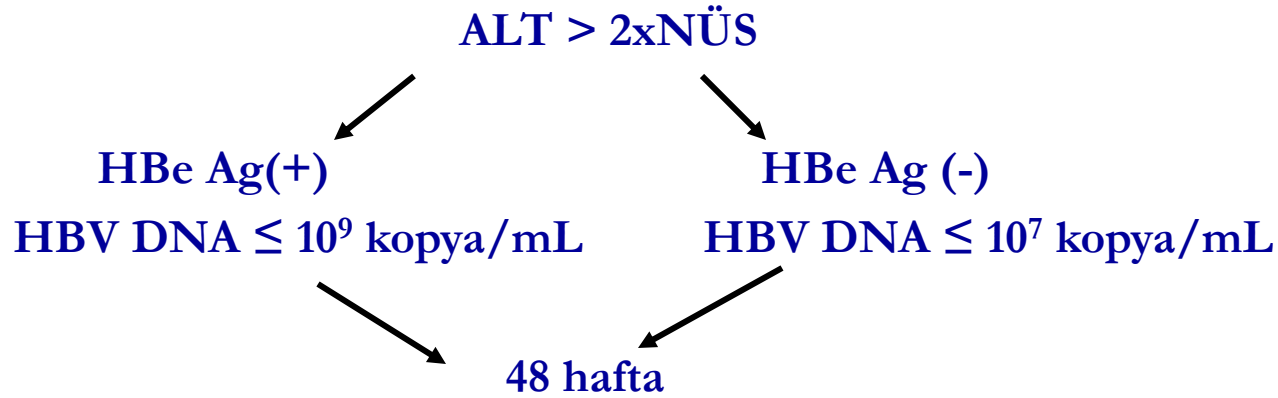 ALT > 2xNÜS
HBe Ag(+)
HBe Ag (-)
HBV DNA ≤ 10⁹ kopya/mL
HBV DNA ≤ 10⁷ kopya/mL
48 hafta